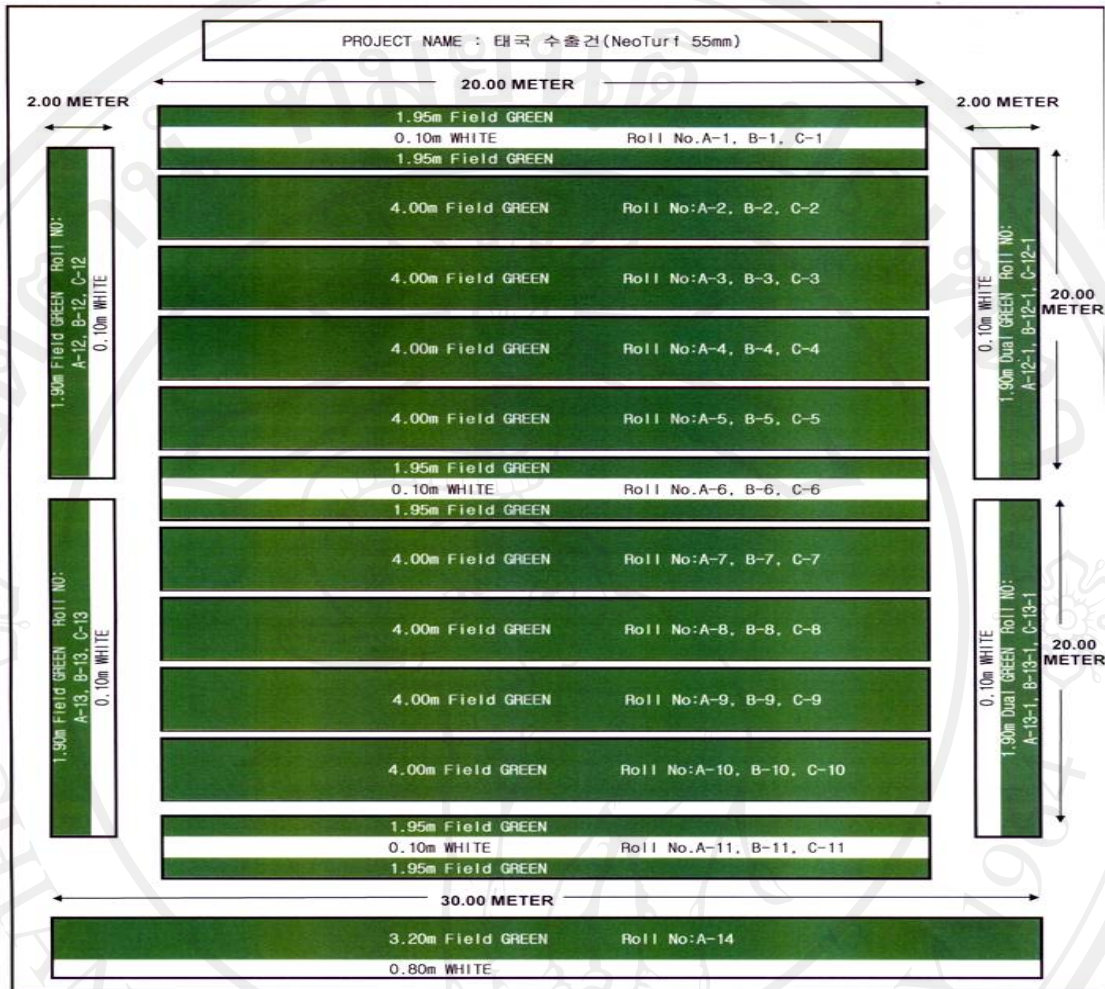 PROJECT NAME : 태국 수출건(NeoTurf 55mm)
20.00 METER
2.00 METER
2.00 METER
1.95m Field GREEN
0.10m WHITE Roll No.A-1, B-1, C-1
1.95m Field GREEN
4.00m Field GREEN Roll No:A-2, B-2, C-2
4.00m Field GREEN Roll No:A-3, B-3, C-3
4.00m Field GREEN Roll No:A-4, B-4, C-4
4.00m Field GREEN Roll No:A-5, B-5, C-5
1.95m Field GREEN
0.10m WHITE Roll No.A-6, B-6, C-6
1.95m Field GREEN
4.00m Field GREEN Roll No:A-7, B-7, C-7
4.00m Field GREEN Roll No:A-8, B-8, C-8
4.00m Field GREEN Roll No:A-9, B-9, C-9
4.00m Field GREEN Roll No:A-10, B-10, C-10
1.95m Field GREEN
0.10m WHITE Roll No.A-11, B-11, C-11
1.95m Field GREEN
1.90m Field GREEN Roll NO:
A-12, B-12, C-12
0.10m WHITE
1.90m Field GREEN Roll NO:
A-13, B-13, C-13
0.10m WHITE
0.10m WHITE
1.90m Dual GREEN Roll NO:
A-12-1, B-12-1, C-12-1
20.00
METER
0.10m WHITE
1.90m Dual GREEN Roll NO:
A-13-1, B-13-1, C-13-1
20.00
METER
30.00 METER
3.20m Field GREEN Roll No:A-14
0.80m WHITE